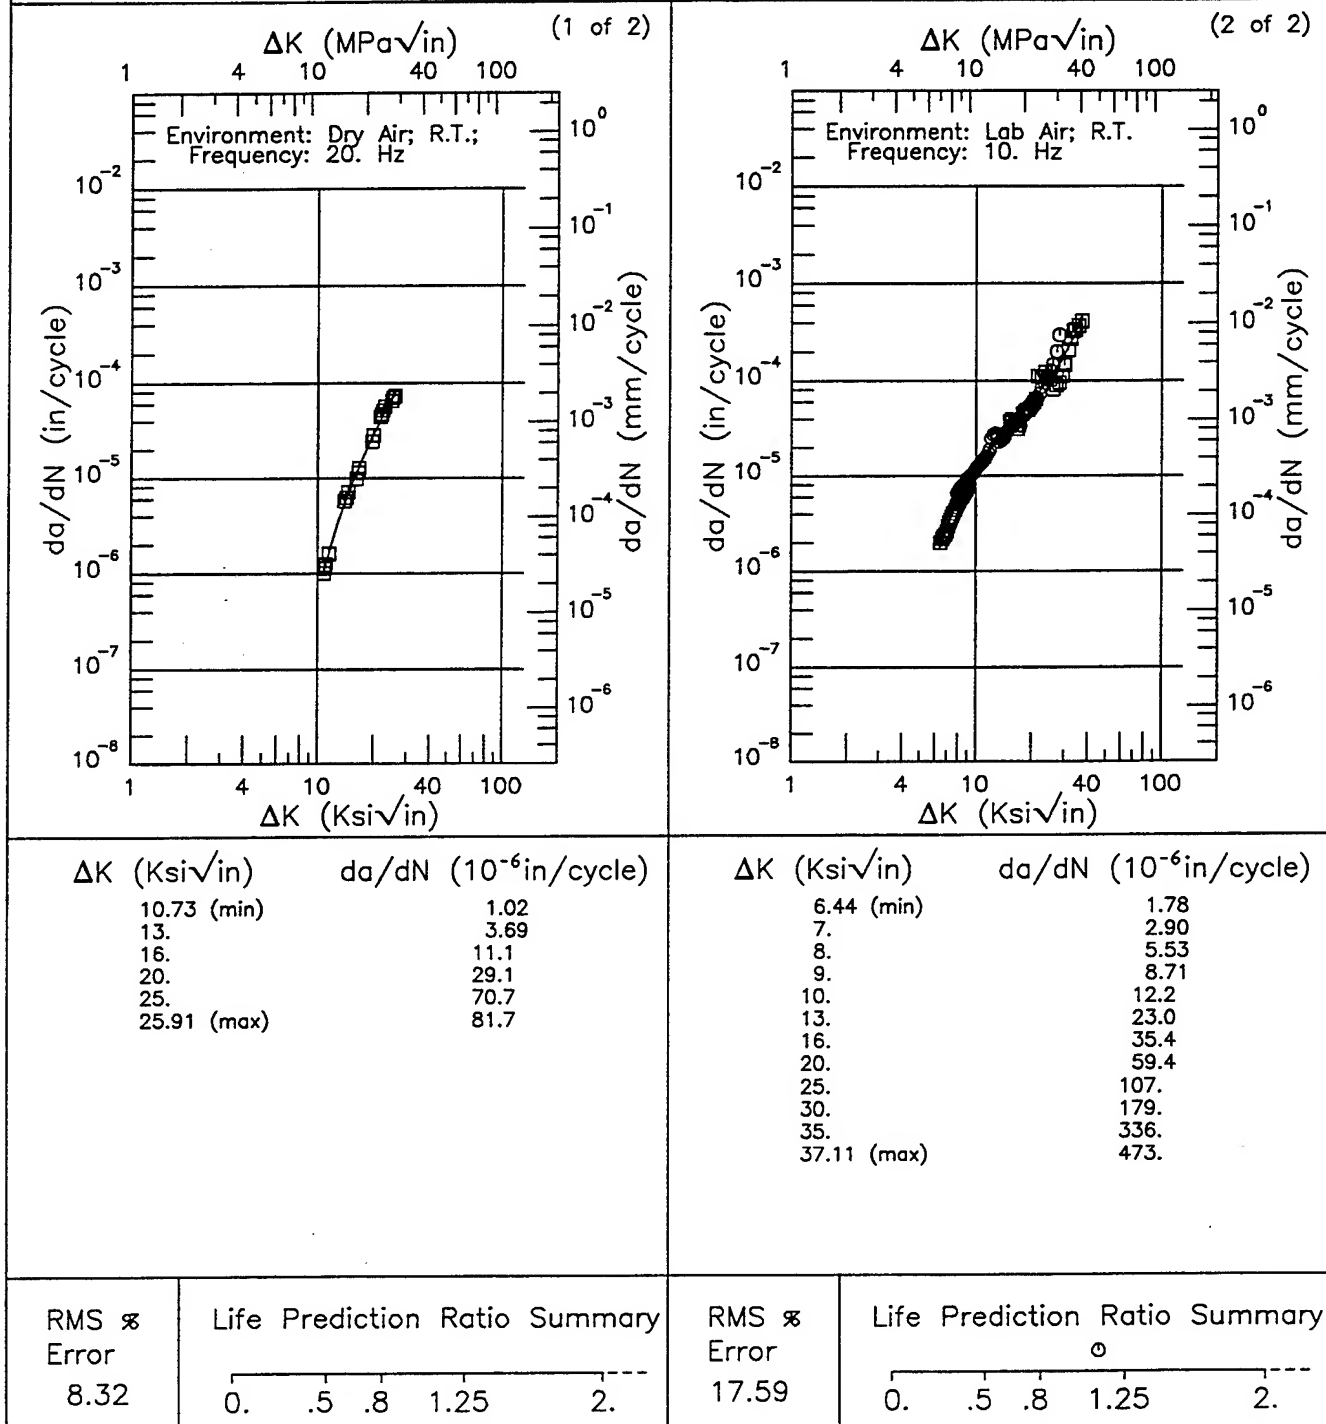 (1 of 2)
ΔK (MPa√in)
1 4 10 40 100
Environment: Dry Air; R.T.;
Frequency: 20. Hz
da/dN (in/cycle)
10⁻²
10⁻³
10⁻⁴
10⁻⁵
10⁻⁶
10⁻⁷
10⁻⁸
da/dN (mm/cycle)
10⁰
10⁻¹
10⁻²
10⁻³
10⁻⁴
10⁻⁵
10⁻⁶
1 4 10 40 100
ΔK (Ksi√in)
ΔK (Ksi√in) da/dN (10⁻⁶in/cycle)
10.73 (min) 1.02
13. 3.69
16. 11.1
20. 29.1
25. 70.7
25.91 (max) 81.7
RMS %
Error
8.32
Life Prediction Ratio Summary
0. .5 .8 1.25 2.
(2 of 2)
ΔK (MPa√in)
1 4 10 40 100
Environment: Lab Air; R.T.
Frequency: 10. Hz
da/dN (in/cycle)
10⁻²
10⁻³
10⁻⁴
10⁻⁵
10⁻⁶
10⁻⁷
10⁻⁸
da/dN (mm/cycle)
10⁰
10⁻¹
10⁻²
10⁻³
10⁻⁴
10⁻⁵
10⁻⁶
1 4 10 40 100
ΔK (Ksi√in)
ΔK (Ksi√in) da/dN (10⁻⁶in/cycle)
6.44 (min) 1.78
7. 2.90
8. 5.53
9. 8.71
10. 12.2
13. 23.0
16. 35.4
20. 59.4
25. 107.
30. 179.
35. 336.
37.11 (max) 473.
RMS %
Error
17.59
Life Prediction Ratio Summary
0. .5 .8 1.25 2.